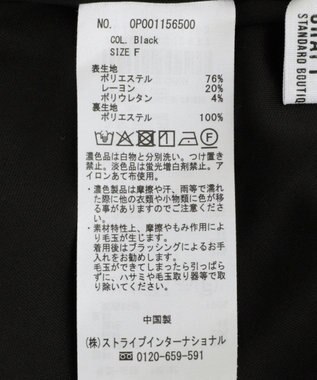 NO. OP001156500
COL. Black
SIZE F
表生地
ポリエステル 76%
レーヨン 20%
ポリウレタン 4%
裏生地
ポリエステル 100%
濃色品は白物と分別洗い。つけ置き
禁止。淡色品は蛍光増白剤禁止。ア
イロンあて布使用。
・濃色製品は摩擦や汗、雨等で濡れ
た際に他の衣類や小物類に色が移
る事がありますのでご注意くださ
い。
・素材特性上、摩擦やもみ作用により
毛玉が生じます。
着用後はブラッシングによるお手
入れをお勧めします。
毛玉ができてしまったら引っぱら
ずに、ハサミや毛玉取り器等で取
り除いてください。
中国製
(株)ストライプインターナショナル
0120-659-591
STANDARD BOUTIQ